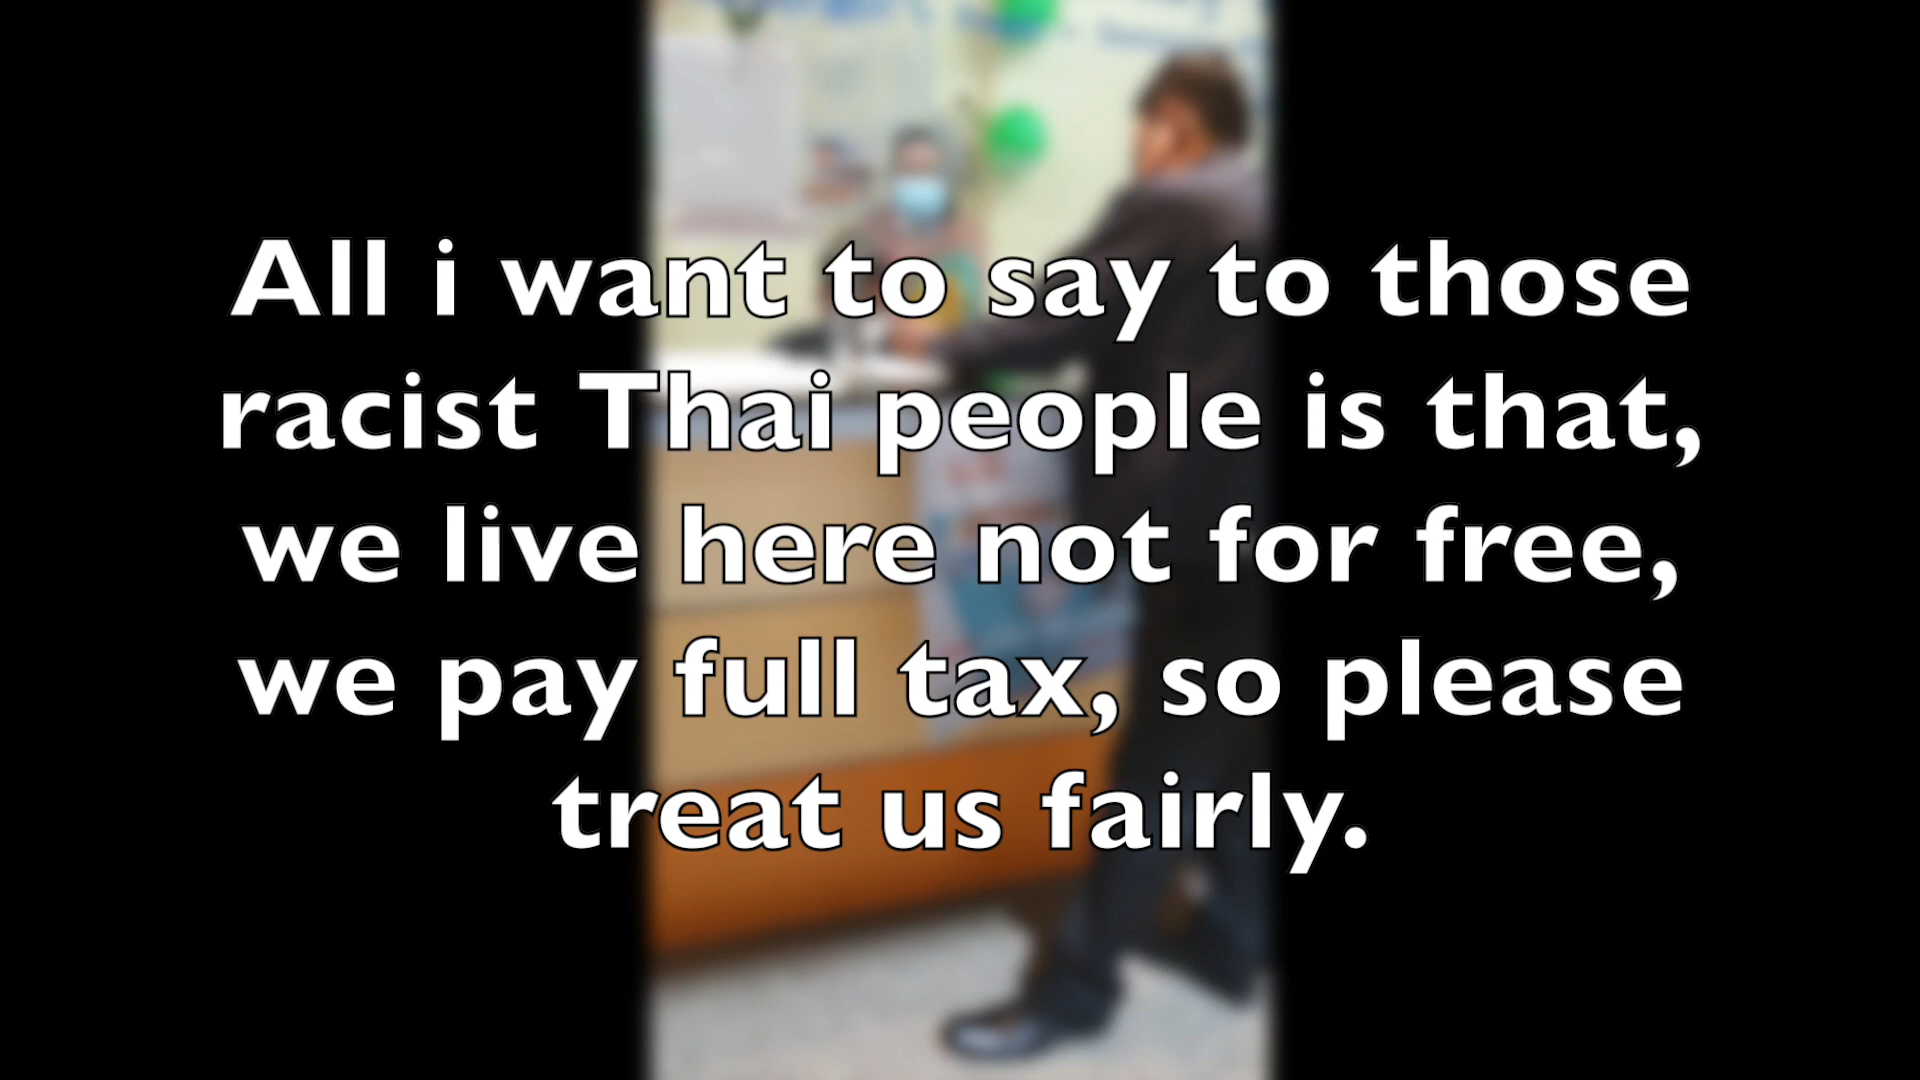 All i want to say to those
racist Thai people is that,
we live here not for free,
we pay full tax, so please
treat us fairly.